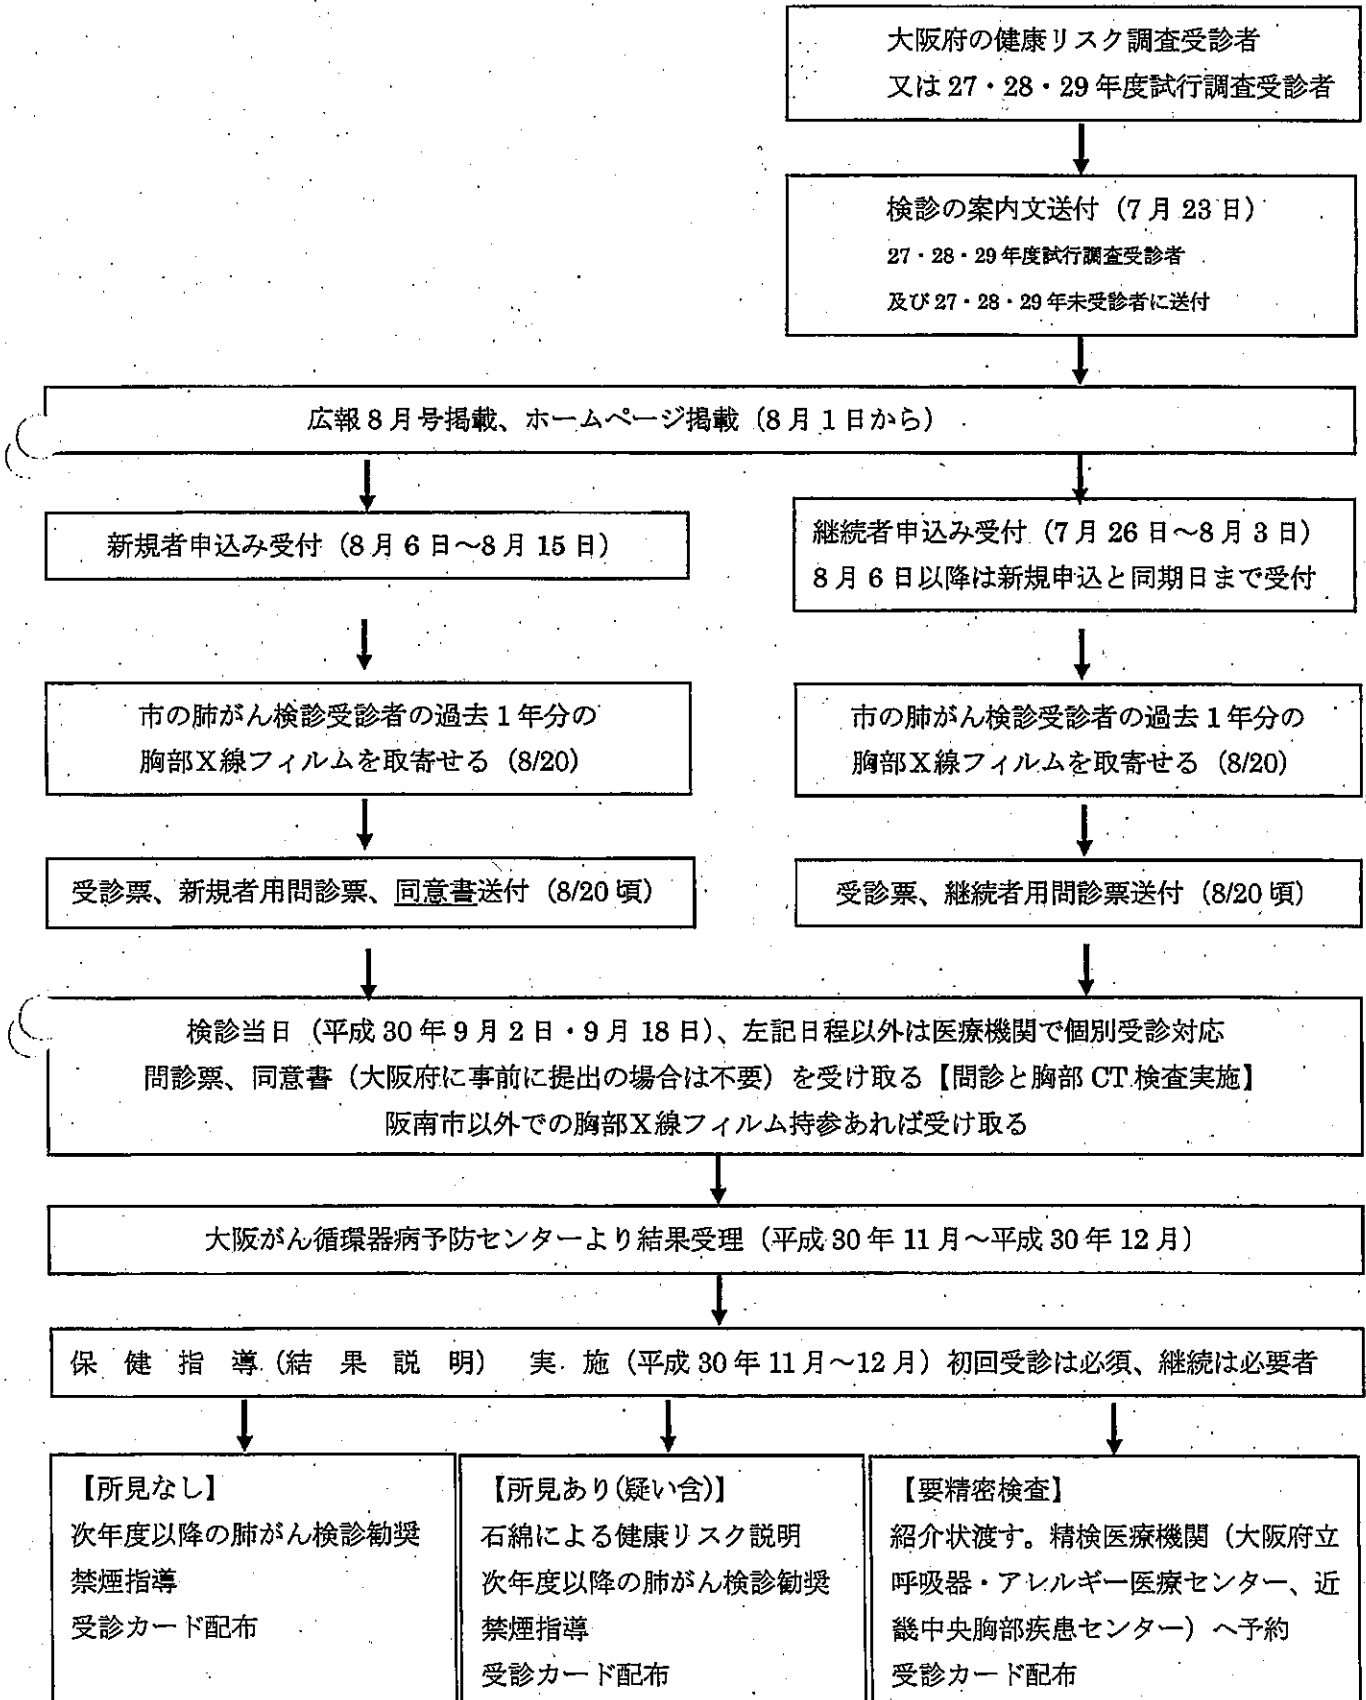 大阪府の健康リスク調査受診者
又は27・28・29年度試行調査受診者
検診の案内文送付（7月23日）
27・28・29年度試行調査受診者
及び27・28・29年未受診者に送付
広報8月号掲載、ホームページ掲載（8月1日から）
新規者申込み受付（8月6日～8月15日）
継続者申込み受付（7月26日～8月3日）
8月6日以降は新規申込と同期日まで受付
市の肺がん検診受診者の過去1年分の
胸部X線フィルムを取寄せる（8/20）
市の肺がん検診受診者の過去1年分の
胸部X線フィルムを取寄せる（8/20）
受診票、新規者用問診票、同意書送付（8/20頃）
受診票、継続者用問診票送付（8/20頃）
検診当日（平成30年9月2日・9月18日）、左記日程以外は医療機関で個別受診対応
問診票、同意書（大阪府に事前に提出の場合は不要）を受け取る【問診と胸部CT検査実施】
阪南市以外での胸部X線フィルム持参あれば受け取る
大阪がん循環器病予防センターより結果受理（平成30年11月～平成30年12月）
保健指導（結果説明）実施（平成30年11月～12月）初回受診は必須、継続は必要者
【所見なし】
次年度以降の肺がん検診勧奨
禁煙指導
受診カード配布
【所見あり(疑い含)】
石綿による健康リスク説明
次年度以降の肺がん検診勧奨
禁煙指導
受診カード配布
【要精密検査】
紹介状渡す。精検医療機関（大阪府立
呼吸器・アレルギー医療センター、近
畿中央胸部疾患センター）へ予約
受診カード配布